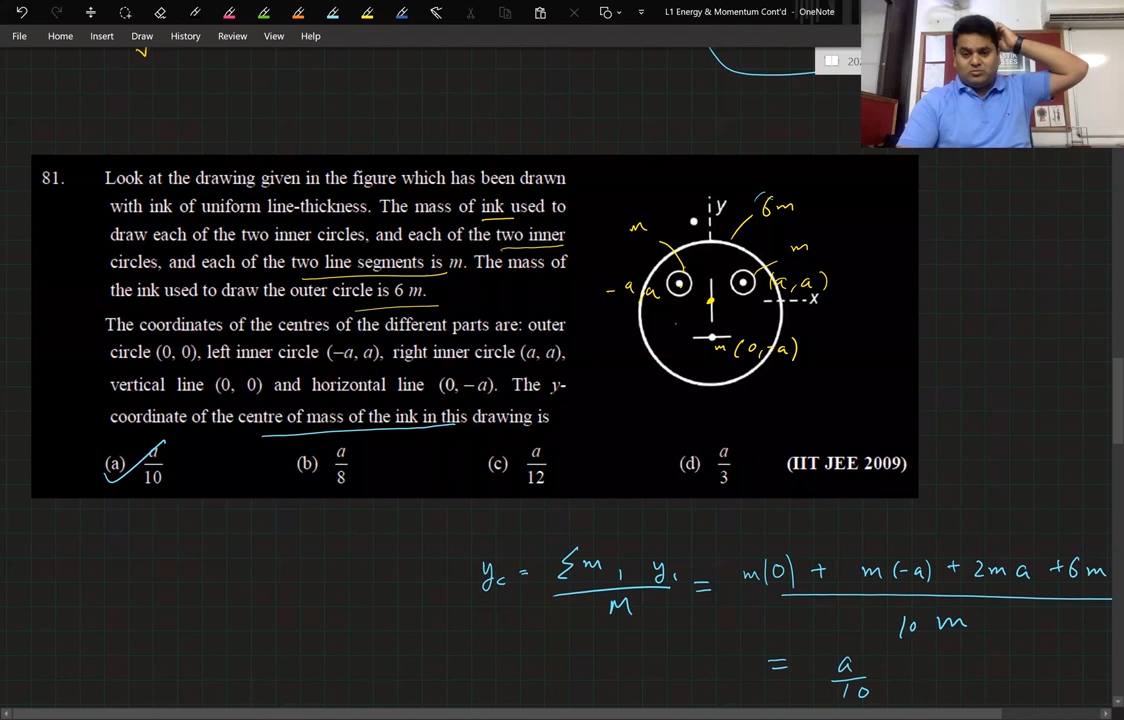 L1 Energy & Momentum Cont'd - OneNote
File Home Insert Draw History Review View Help
202
81. Look at the drawing given in the figure which has been drawn
with ink of uniform line-thickness. The mass of ink used to
draw each of the two inner circles, and each of the two inner
circles, and each of the two line segments is m. The mass of
the ink used to draw the outer circle is 6 m.
The coordinates of the centres of the different parts are: outer
circle (0, 0), left inner circle (−a, a), right inner circle (a, a),
vertical line (0, 0) and horizontal line (0, −a). The y-
coordinate of the centre of mass of the ink in this drawing is
(a) a/10 (b) a/8 (c) a/12 (d) a/3 (IIT JEE 2009)
y
6m
m
m
-a, a
(a, a)
x
m (0, -a)
yc = Σm₁ y₁ / M = m(0) + m(-a) + 2ma + 6m / 10 m
= a/10